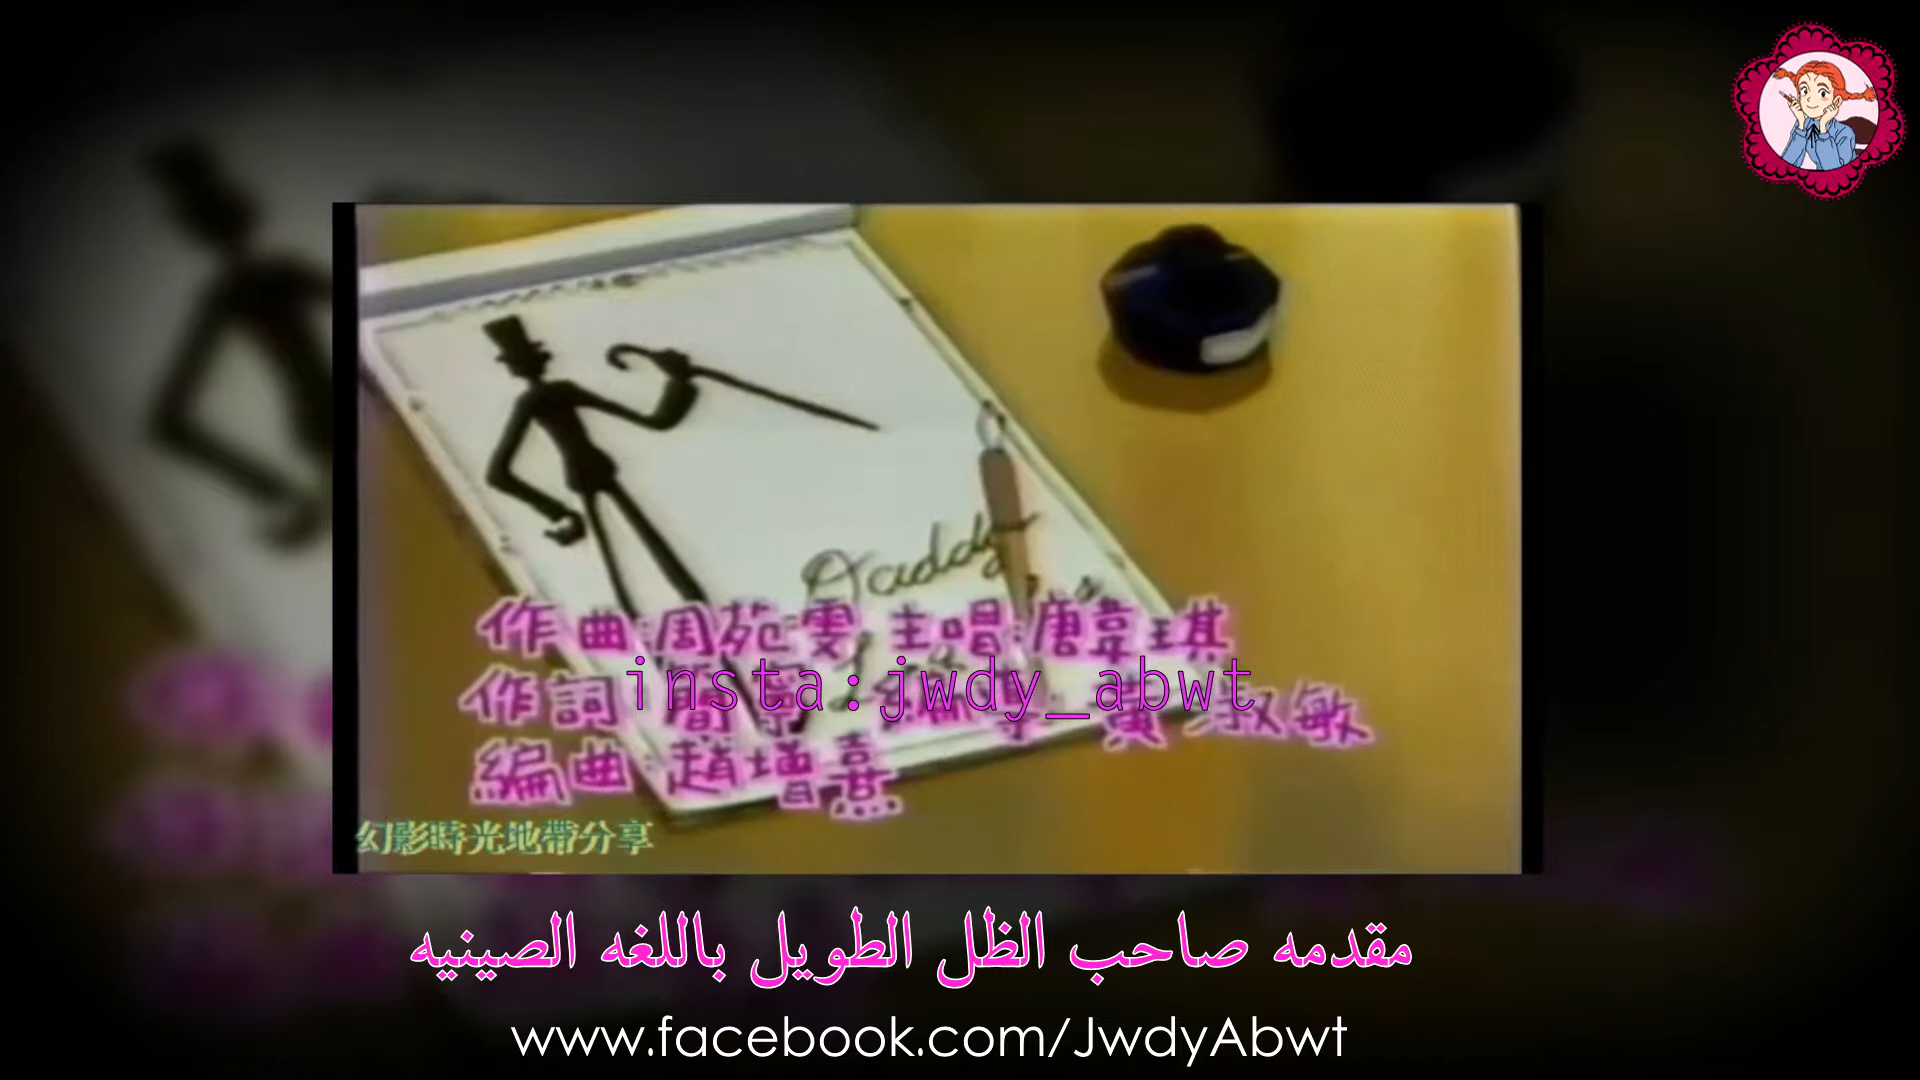 Daddy
作曲:周苑雯 主唱:唐韋琪
insta:jwdy_abwt
作詞 黃淑敏
編曲:趙增熹
幻影時光地帶分享
مقدمه صاحب الظل الطويل باللغه الصينيه
www.facebook.com/JwdyAbwt